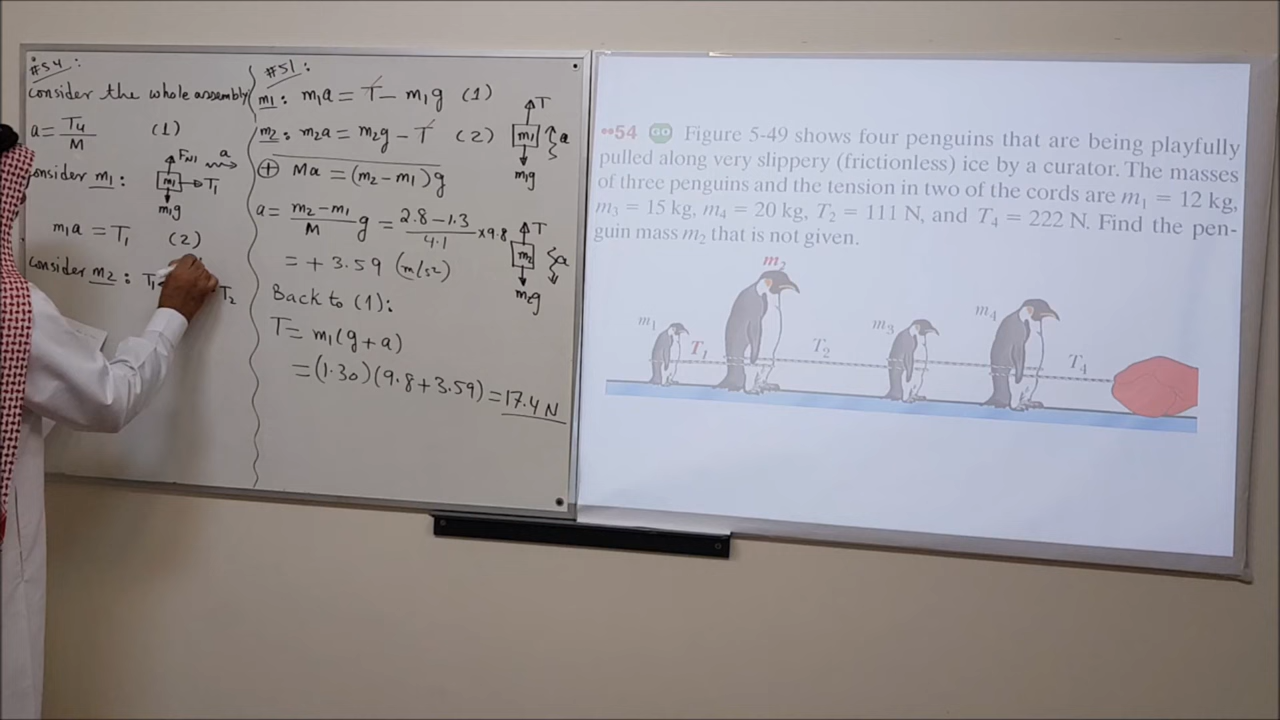 #54:
consider the whole assembly
a = T4/M (1)
FN1 a
consider m1: m1 T1
m1g
m1a = T1 (2)
consider m2: T1 T2
#51:
m1: m1a = T − m1g (1)
m2: m2a = m2g − T (2)
⊕ Ma = (m2 − m1)g
a = (m2 − m1)/M g = (2.8 − 1.3)/4.1 × 9.8
= + 3.59 (m/s²)
Back to (1):
T = m1(g + a)
= (1.30)(9.8 + 3.59) = 17.4 N
T
m1 a
m1g
T
m2 a
m2g
••54 GO Figure 5-49 shows four penguins that are being playfully
pulled along very slippery (frictionless) ice by a curator. The masses
of three penguins and the tension in two of the cords are m1 = 12 kg,
m3 = 15 kg, m4 = 20 kg, T2 = 111 N, and T4 = 222 N. Find the pen-
guin mass m2 that is not given.
m2
m1 m3 m4
T1 T2 T4